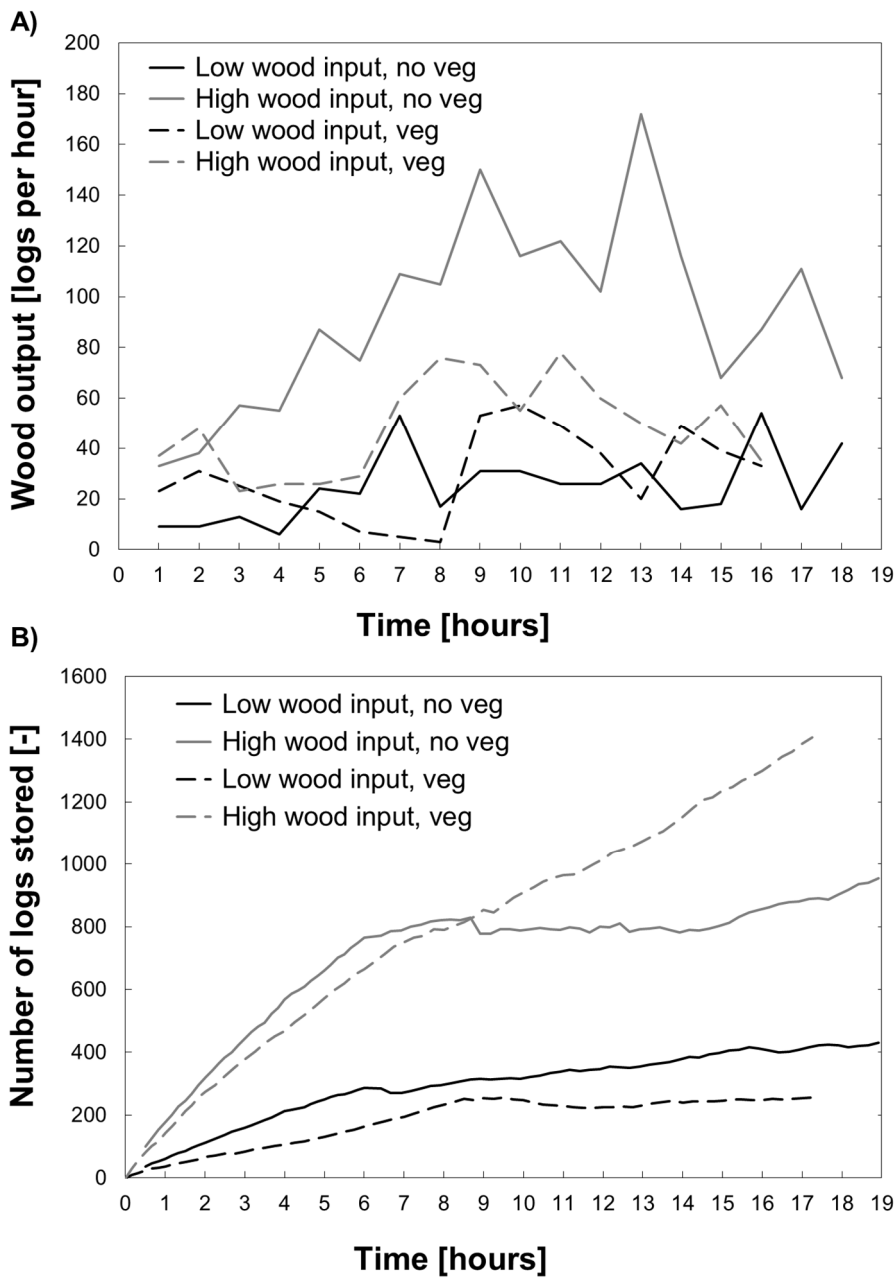 A)
Wood output [logs per hour]
200
180
160
140
120
100
80
60
40
20
0
Low wood input, no veg
High wood input, no veg
Low wood input, veg
High wood input, veg
0 1 2 3 4 5 6 7 8 9 10 11 12 13 14 15 16 17 18 19
Time [hours]
B)
Number of logs stored [-]
1600
1400
1200
1000
800
600
400
200
0
Low wood input, no veg
High wood input, no veg
Low wood input, veg
High wood input, veg
0 1 2 3 4 5 6 7 8 9 10 11 12 13 14 15 16 17 18 19
Time [hours]